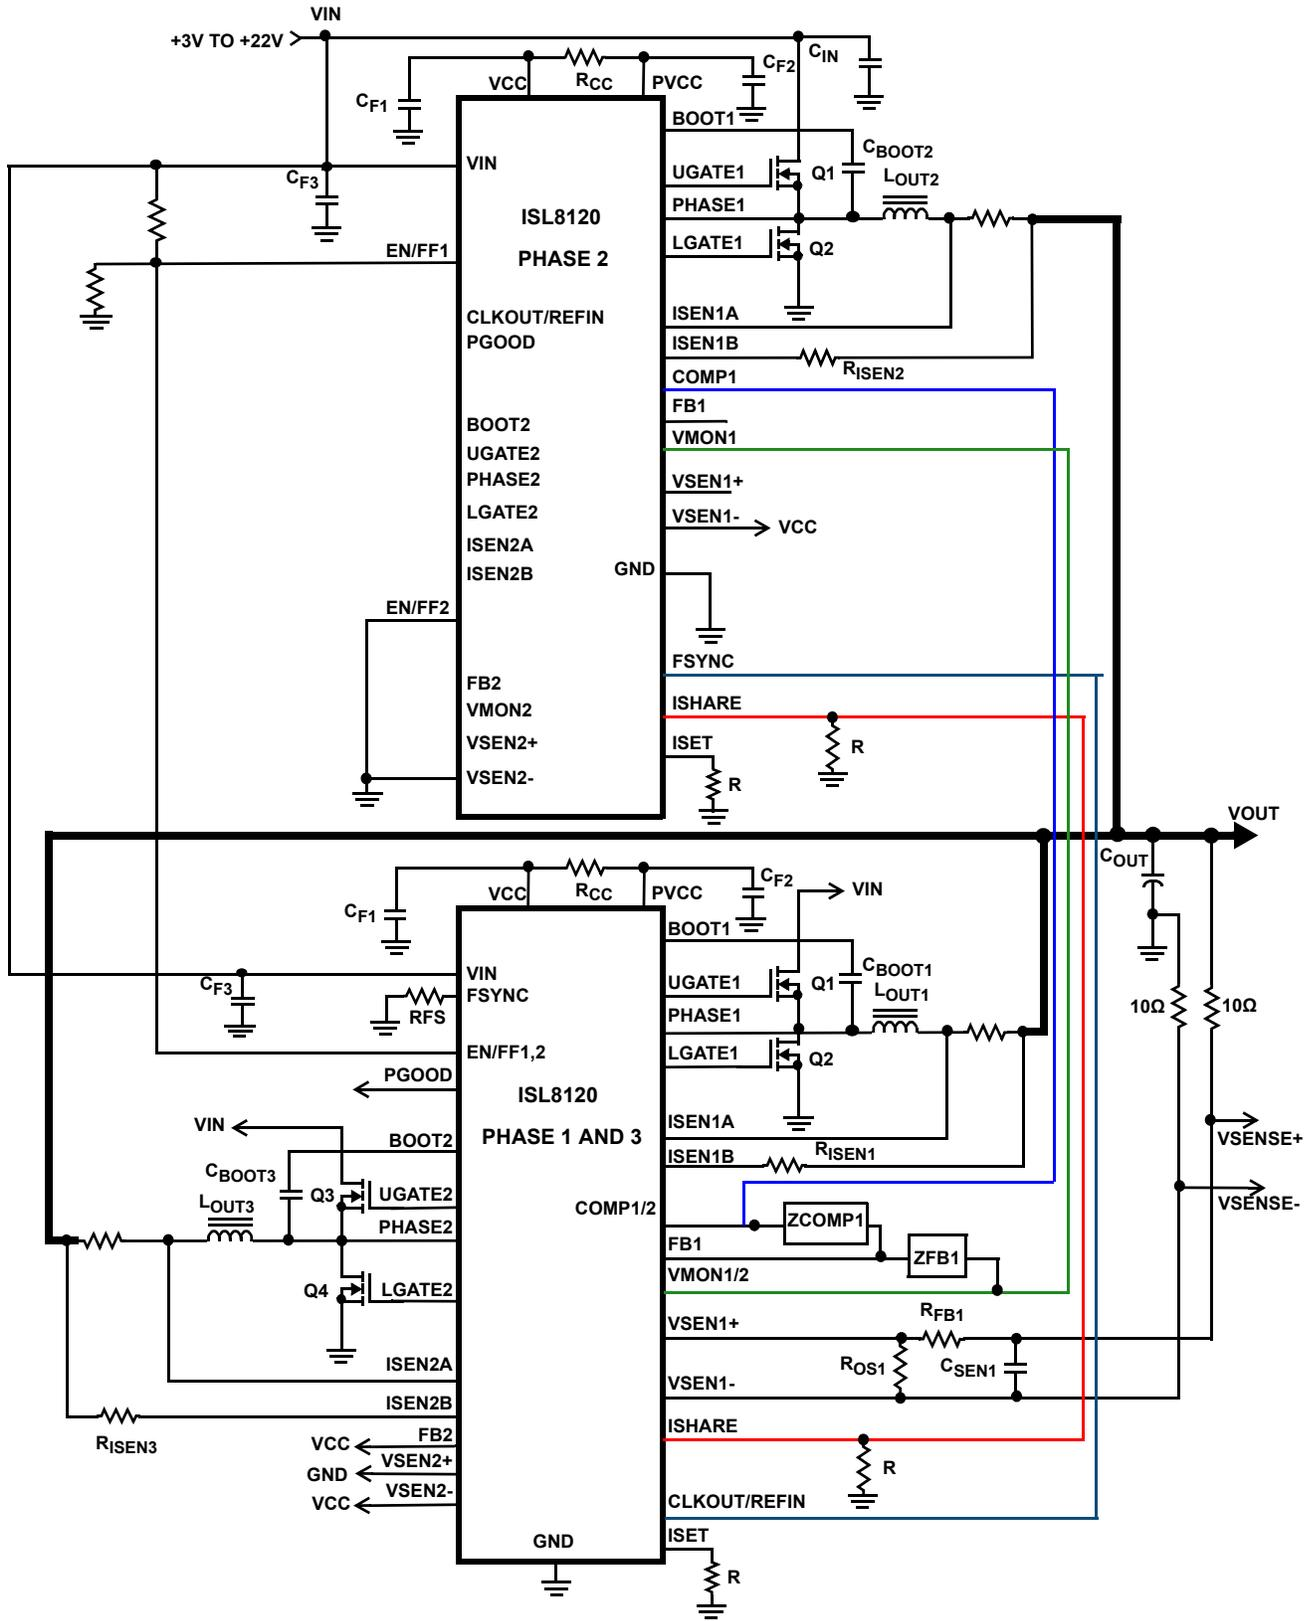 VIN
+3V TO +22V
CF1
VCC
RCC
PVCC
CF2
CIN
BOOT1
VIN
CF3
CBOOT2
UGATE1
Q1
LOUT2
ISL8120
PHASE1
PHASE 2
EN/FF1
LGATE1
Q2
CLKOUT/REFIN
ISEN1A
PGOOD
ISEN1B
RISEN2
COMP1
FB1
BOOT2
VMON1
UGATE2
PHASE2
VSEN1+
LGATE2
VSEN1-
VCC
ISEN2A
ISEN2B
GND
EN/FF2
FSYNC
FB2
ISHARE
VMON2
R
VSEN2+
ISET
VSEN2-
R
VOUT
COUT
CF1
VCC
RCC
PVCC
CF2
VIN
BOOT1
VIN
CF3
FSYNC
RFS
UGATE1
Q1
CBOOT1
LOUT1
10Ω
10Ω
PHASE1
EN/FF1,2
LGATE1
Q2
PGOOD
ISL8120
PHASE 1 AND 3
VIN
BOOT2
ISEN1A
VSENSE+
ISEN1B
RISEN1
CBOOT3
LOUT3
Q3
UGATE2
COMP1/2
VSENSE-
ZCOMP1
PHASE2
FB1
ZFB1
VMON1/2
Q4
LGATE2
VSEN1+
RFB1
ROS1
CSEN1
ISEN2A
VSEN1-
ISEN2B
RISEN3
FB2
VCC
ISHARE
VSEN2+
GND
R
VSEN2-
VCC
CLKOUT/REFIN
GND
ISET
R